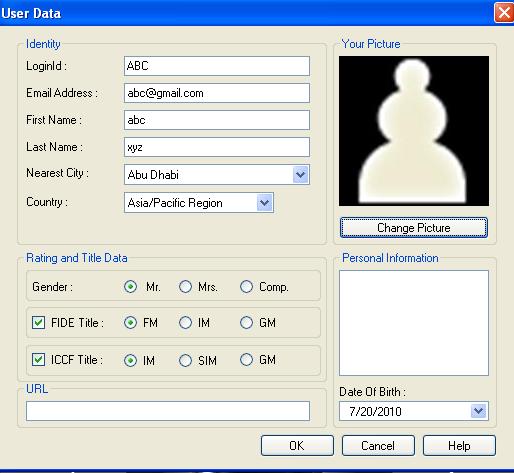 User Data
Identity
LoginId : ABC
Email Address : abc@gmail.com
First Name : abc
Last Name : xyz
Nearest City : Abu Dhabi
Country : Asia/Pacific Region
Your Picture
Change Picture
Rating and Title Data
Gender : Mr. Mrs. Comp.
FIDE Title : FM IM GM
ICCF Title : IM SIM GM
URL
Personal Information
Date Of Birth :
7/20/2010
OK Cancel Help